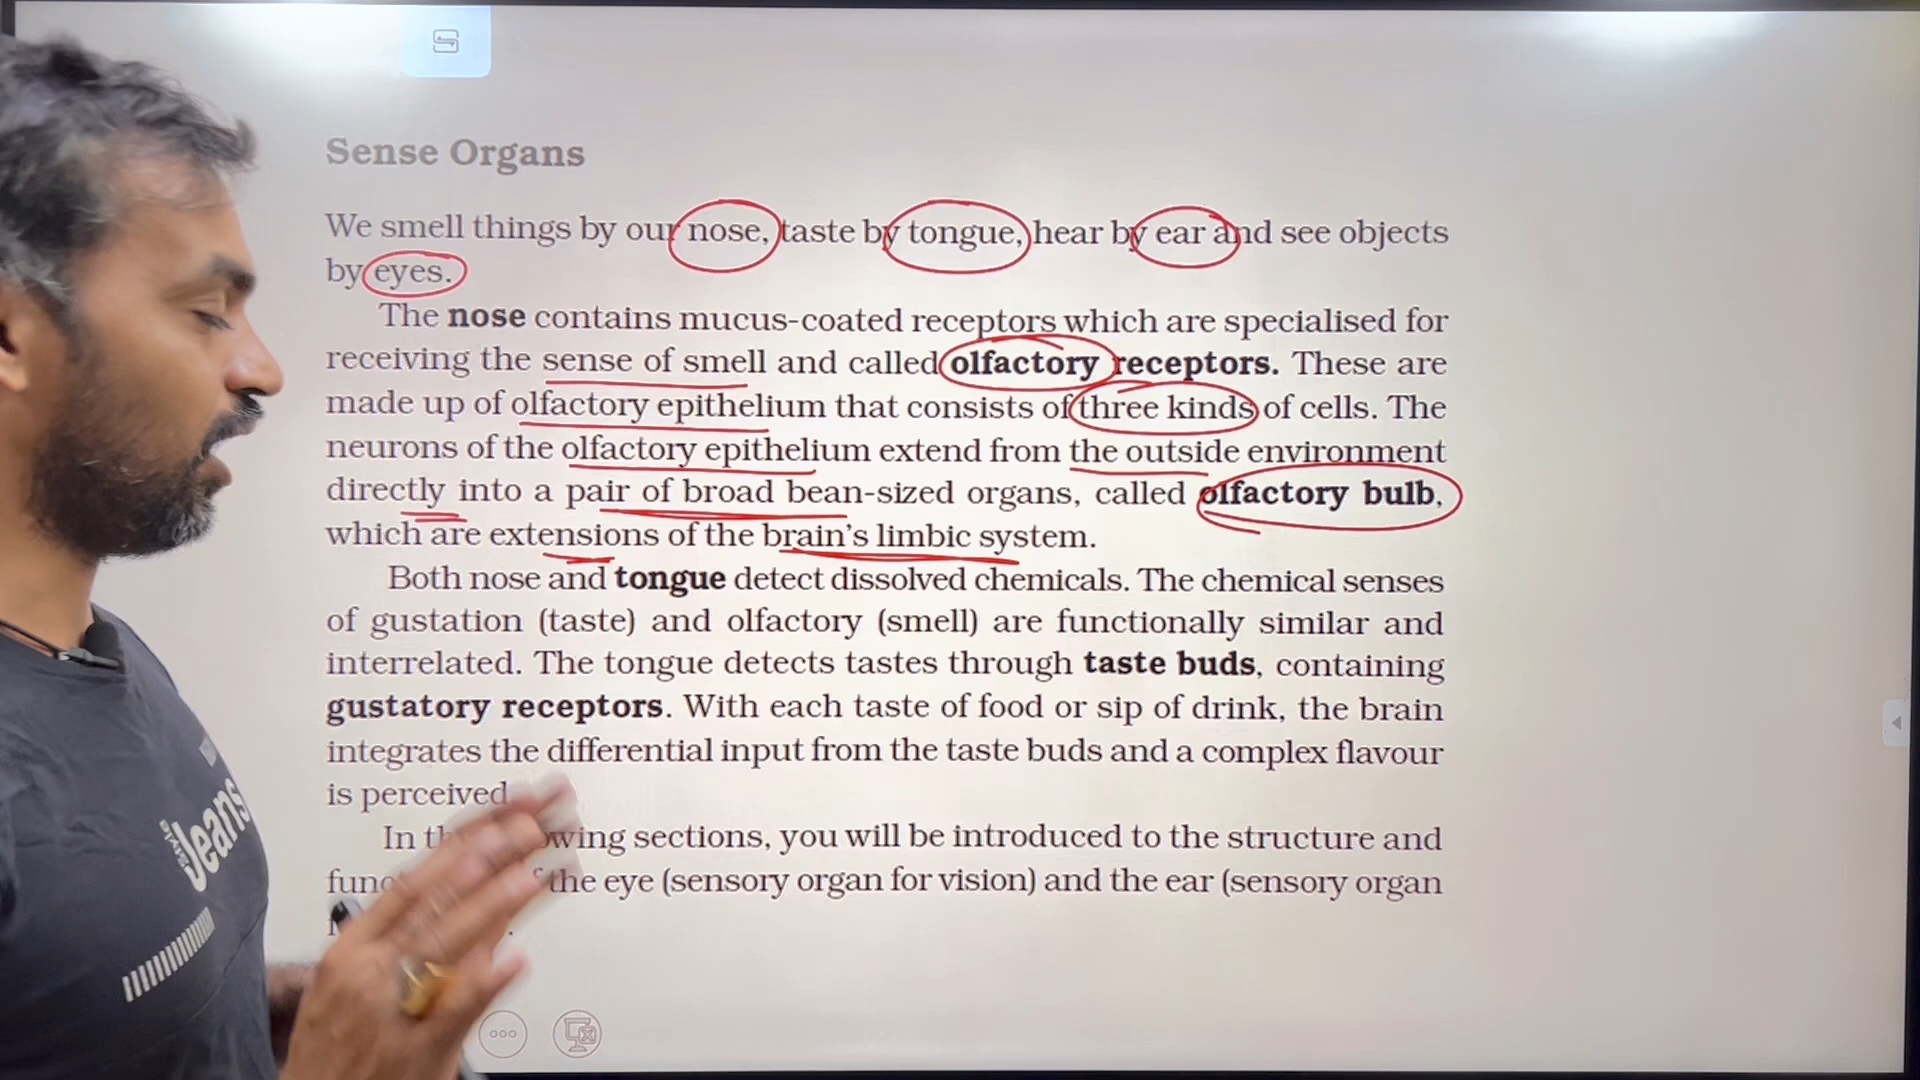 Sense Organs
We smell things by our nose, taste by tongue, hear by ear and see objects
by eyes.
The nose contains mucus-coated receptors which are specialised for
receiving the sense of smell and called olfactory receptors. These are
made up of olfactory epithelium that consists of three kinds of cells. The
neurons of the olfactory epithelium extend from the outside environment
directly into a pair of broad bean-sized organs, called olfactory bulb,
which are extensions of the brain's limbic system.
Both nose and tongue detect dissolved chemicals. The chemical senses
of gustation (taste) and olfactory (smell) are functionally similar and
interrelated. The tongue detects tastes through taste buds, containing
gustatory receptors. With each taste of food or sip of drink, the brain
integrates the differential input from the taste buds and a complex flavour
is perceived
In sections, you will be introduced to the structure and
the eye (sensory organ for vision) and the ear (sensory organ
Jeans